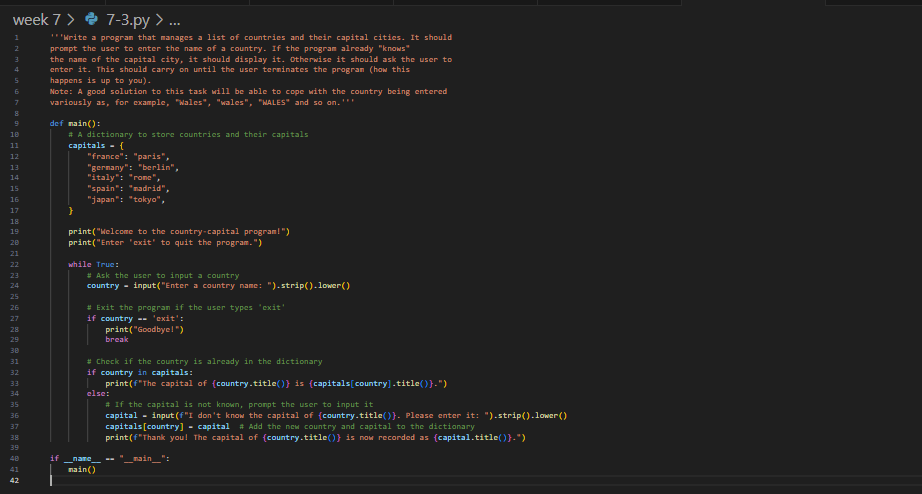 week 7 > 7-3.py > ...
1 '''Write a program that manages a list of countries and their capital cities. It should
2 prompt the user to enter the name of a country. If the program already "knows"
3 the name of the capital city, it should display it. Otherwise it should ask the user to
4 enter it. This should carry on until the user terminates the program (how this
5 happens is up to you).
6 Note: A good solution to this task will be able to cope with the country being entered
7 variously as, for example, "Wales", "wales", "WALES" and so on.'''
8
9 def main():
10     # A dictionary to store countries and their capitals
11     capitals = {
12         "france": "paris",
13         "germany": "berlin",
14         "italy": "rome",
15         "spain": "madrid",
16         "japan": "tokyo",
17     }
18
19     print("Welcome to the country-capital program!")
20     print("Enter 'exit' to quit the program.")
21
22     while True:
23         # Ask the user to input a country
24         country = input("Enter a country name: ").strip().lower()
25
26         # Exit the program if the user types 'exit'
27         if country == 'exit':
28             print("Goodbye!")
29             break
30
31         # Check if the country is already in the dictionary
32         if country in capitals:
33             print(f"The capital of {country.title()} is {capitals[country].title()}.")
34         else:
35             # If the capital is not known, prompt the user to input it
36             capital = input(f"I don't know the capital of {country.title()}. Please enter it: ").strip().lower()
37             capitals[country] = capital  # Add the new country and capital to the dictionary
38             print(f"Thank you! The capital of {country.title()} is now recorded as {capital.title()}.")
39
40 if __name__ == "__main__":
41     main()
42